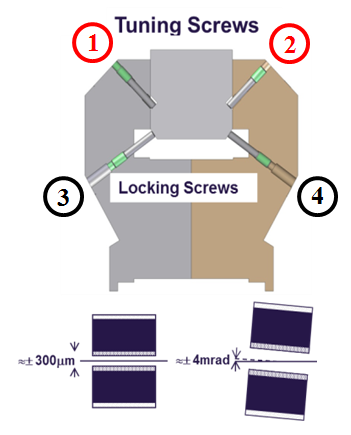 Tuning Screws
1 2
Locking Screws
3 4
≈± 300µm ≈± 4mrad